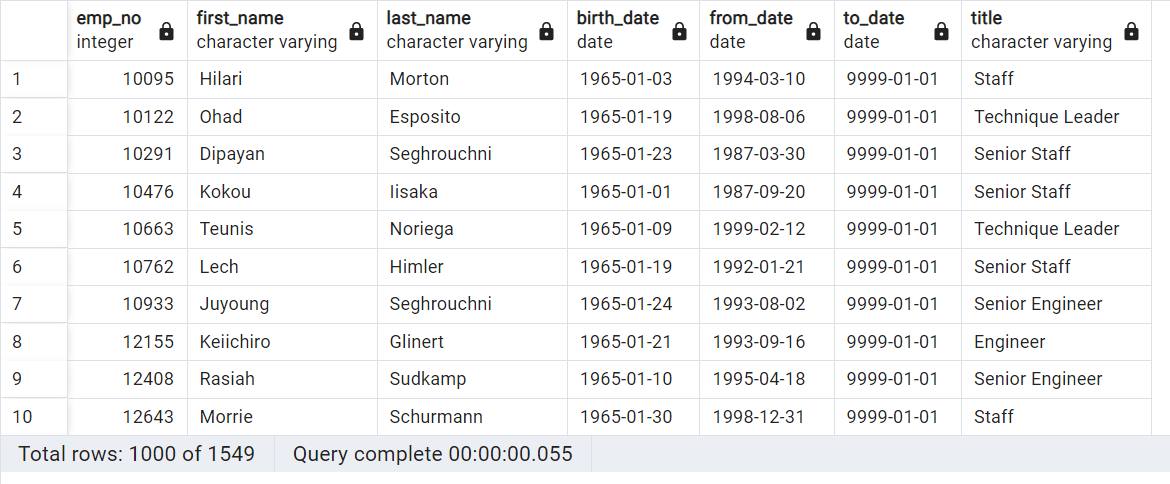 emp_no first_name last_name birth_date from_date to_date title
integer character varying character varying date date date character varying
1 10095 Hilari Morton 1965-01-03 1994-03-10 9999-01-01 Staff
2 10122 Ohad Esposito 1965-01-19 1998-08-06 9999-01-01 Technique Leader
3 10291 Dipayan Seghrouchni 1965-01-23 1987-03-30 9999-01-01 Senior Staff
4 10476 Kokou Iisaka 1965-01-01 1987-09-20 9999-01-01 Senior Staff
5 10663 Teunis Noriega 1965-01-09 1999-02-12 9999-01-01 Technique Leader
6 10762 Lech Himler 1965-01-19 1992-01-21 9999-01-01 Senior Staff
7 10933 Juyoung Seghrouchni 1965-01-24 1993-08-02 9999-01-01 Senior Engineer
8 12155 Keiichiro Glinert 1965-01-21 1993-09-16 9999-01-01 Engineer
9 12408 Rasiah Sudkamp 1965-01-10 1995-04-18 9999-01-01 Senior Engineer
10 12643 Morrie Schurmann 1965-01-30 1998-12-31 9999-01-01 Staff
Total rows: 1000 of 1549 Query complete 00:00:00.055